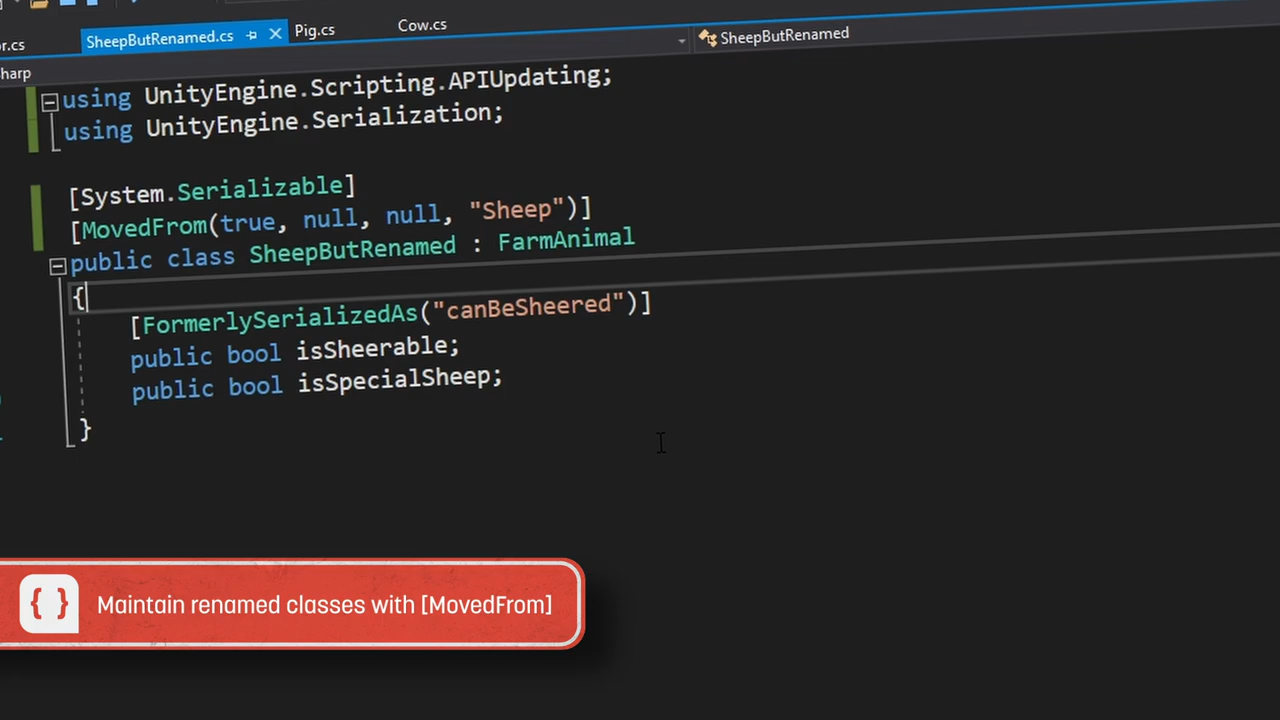 r.cs SheepButRenamed.cs Pig.cs Cow.cs
harp SheepButRenamed
using UnityEngine.Scripting.APIUpdating;
using UnityEngine.Serialization;
[System.Serializable]
[MovedFrom(true, null, null, "Sheep")]
public class SheepButRenamed : FarmAnimal
{
[FormerlySerializedAs("canBeSheered")]
public bool isSheerable;
public bool isSpecialSheep;
}
{ } Maintain renamed classes with [MovedFrom]